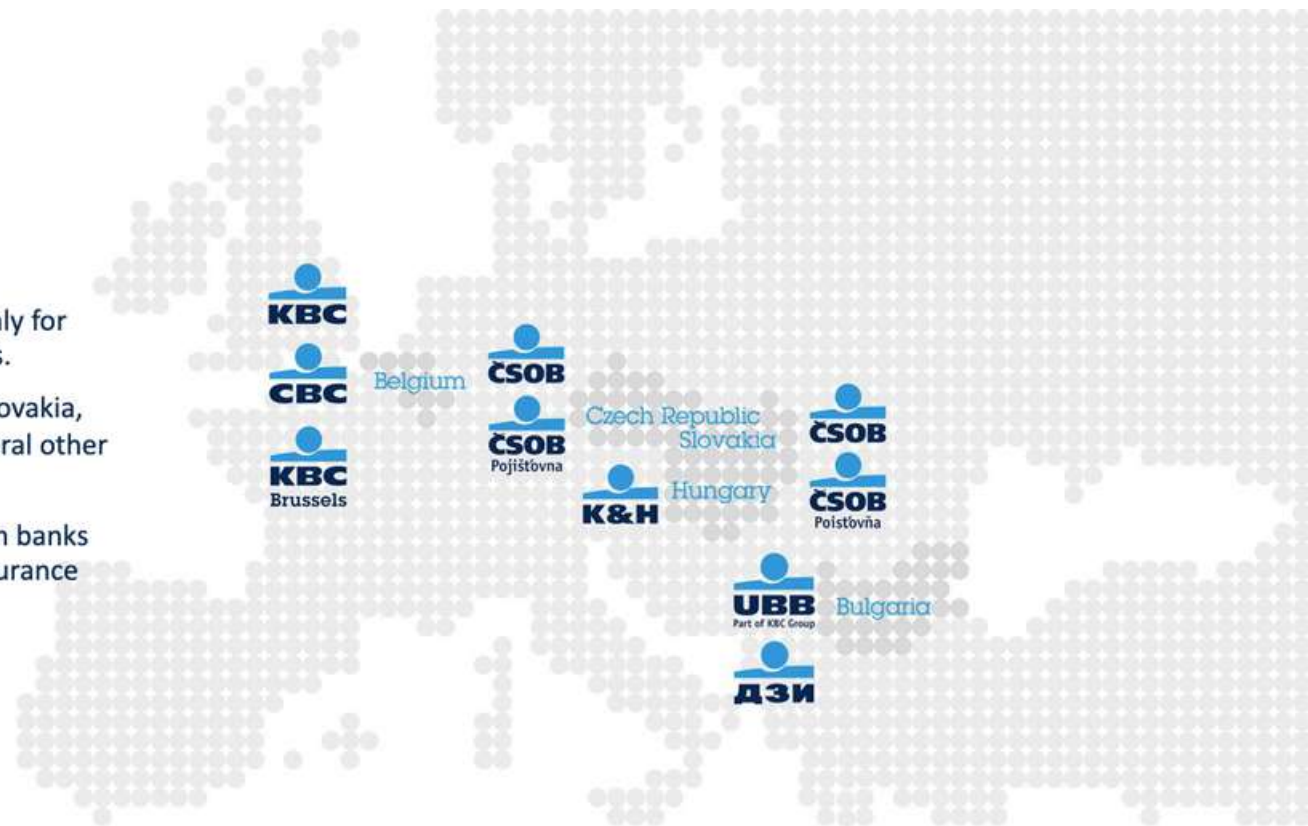 ly for
s.
ovakia,
ral other
n banks
urance
KBC
CBC
Belgium
KBC
Brussels
ČSOB
ČSOB
Pojišťovna
Czech Republic
Slovakia
ČSOB
ČSOB
Poisťovňa
K&H
Hungary
UBB
Part of KBC Group
Bulgaria
ДЗИ